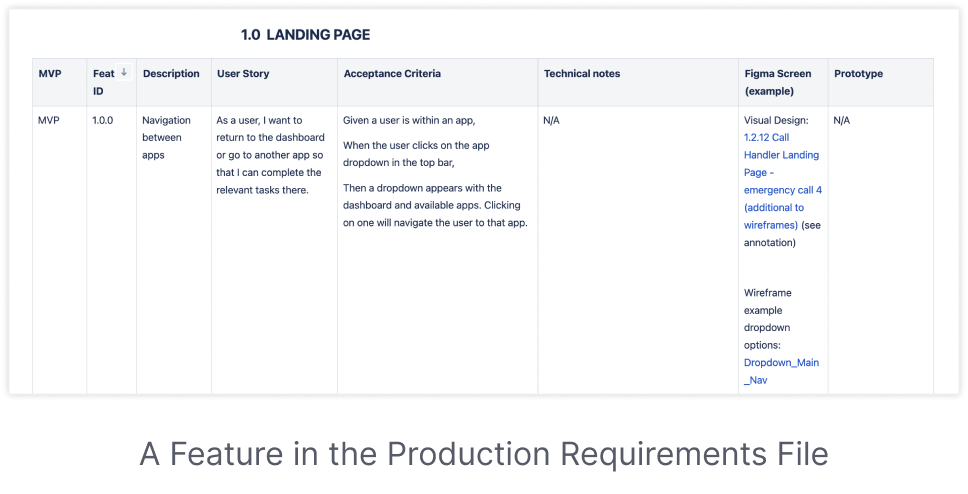 1.0 LANDING PAGE
MVP
Feat ↓
ID
Description
User Story
Acceptance Criteria
Technical notes
Figma Screen
(example)
Prototype
MVP
1.0.0
Navigation
between
apps
As a user, I want to
return to the dashboard
or go to another app so
that I can complete the
relevant tasks there.
Given a user is within an app,
When the user clicks on the app
dropdown in the top bar,
Then a dropdown appears with the
dashboard and available apps. Clicking
on one will navigate the user to that app.
N/A
Visual Design:
1.2.12 Call
Handler Landing
Page -
emergency call 4
(additional to
wireframes) (see
annotation)
Wireframe
example
dropdown
options:
Dropdown_Main
_Nav
N/A
A Feature in the Production Requirements File